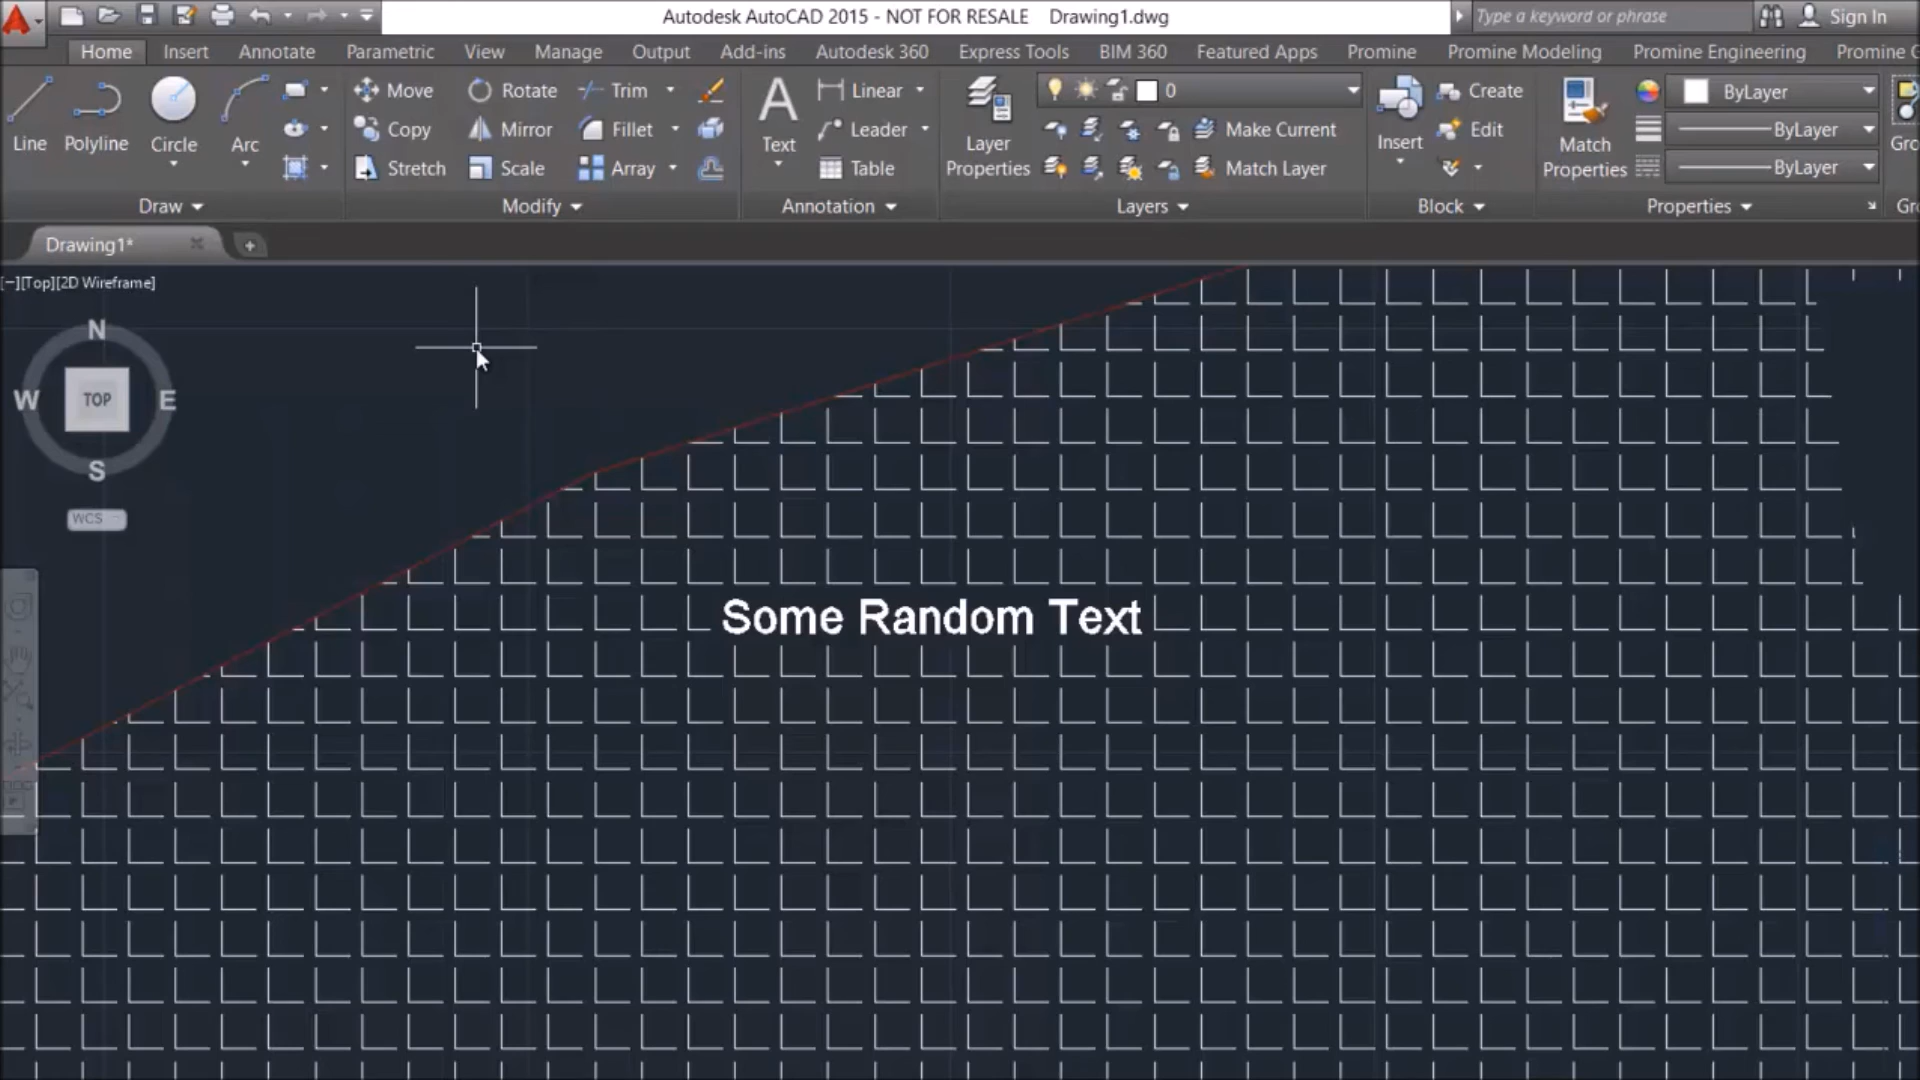 Autodesk AutoCAD 2015 - NOT FOR RESALE Drawing1.dwg
Type a keyword or phrase
Sign In
Home Insert Annotate Parametric View Manage Output Add-ins Autodesk 360 Express Tools BIM 360 Featured Apps Promine Promine Modeling Promine Engineering Promine
Line Polyline Circle Arc
Move Rotate Trim
Copy Mirror Fillet
Stretch Scale Array
Text
Linear
Leader
Table
Layer Properties
0
Make Current
Match Layer
Insert
Create
Edit
Match Properties
ByLayer
ByLayer
ByLayer
Draw Modify Annotation Layers Block Properties
Drawing1*
[−][Top][2D Wireframe]
N
W TOP E
S
WCS
Some Random Text